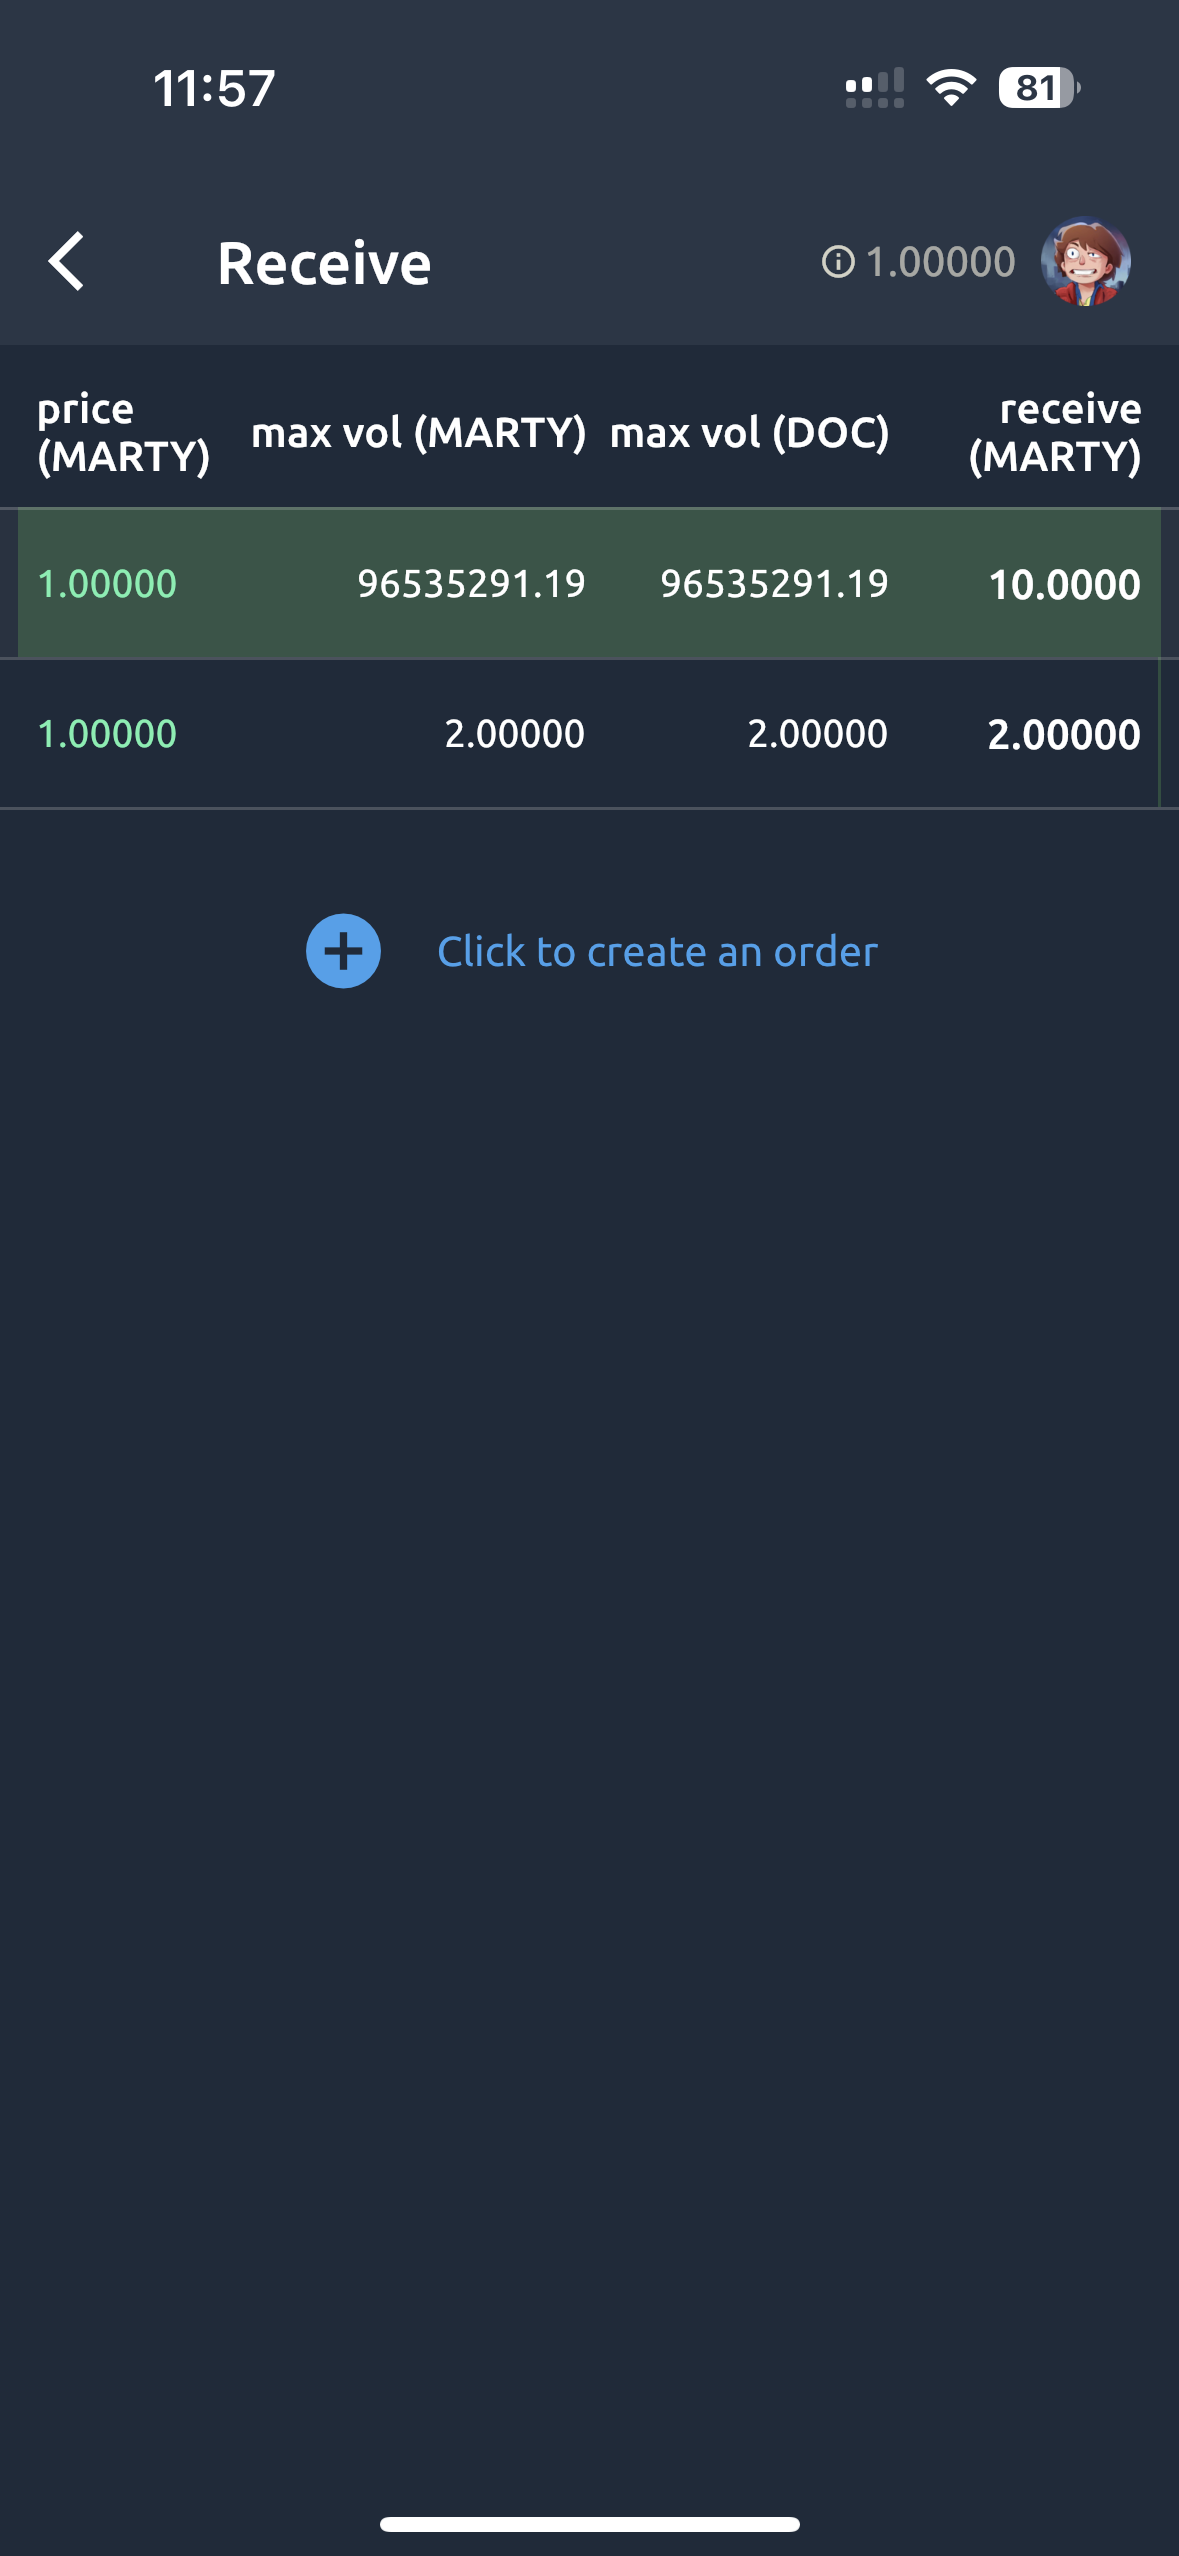 11:57
81
Receive
1.00000
price
(MARTY)
max vol (MARTY)
max vol (DOC)
receive
(MARTY)
1.00000 96535291.19 96535291.19 10.0000
1.00000 2.00000 2.00000 2.00000
Click to create an order